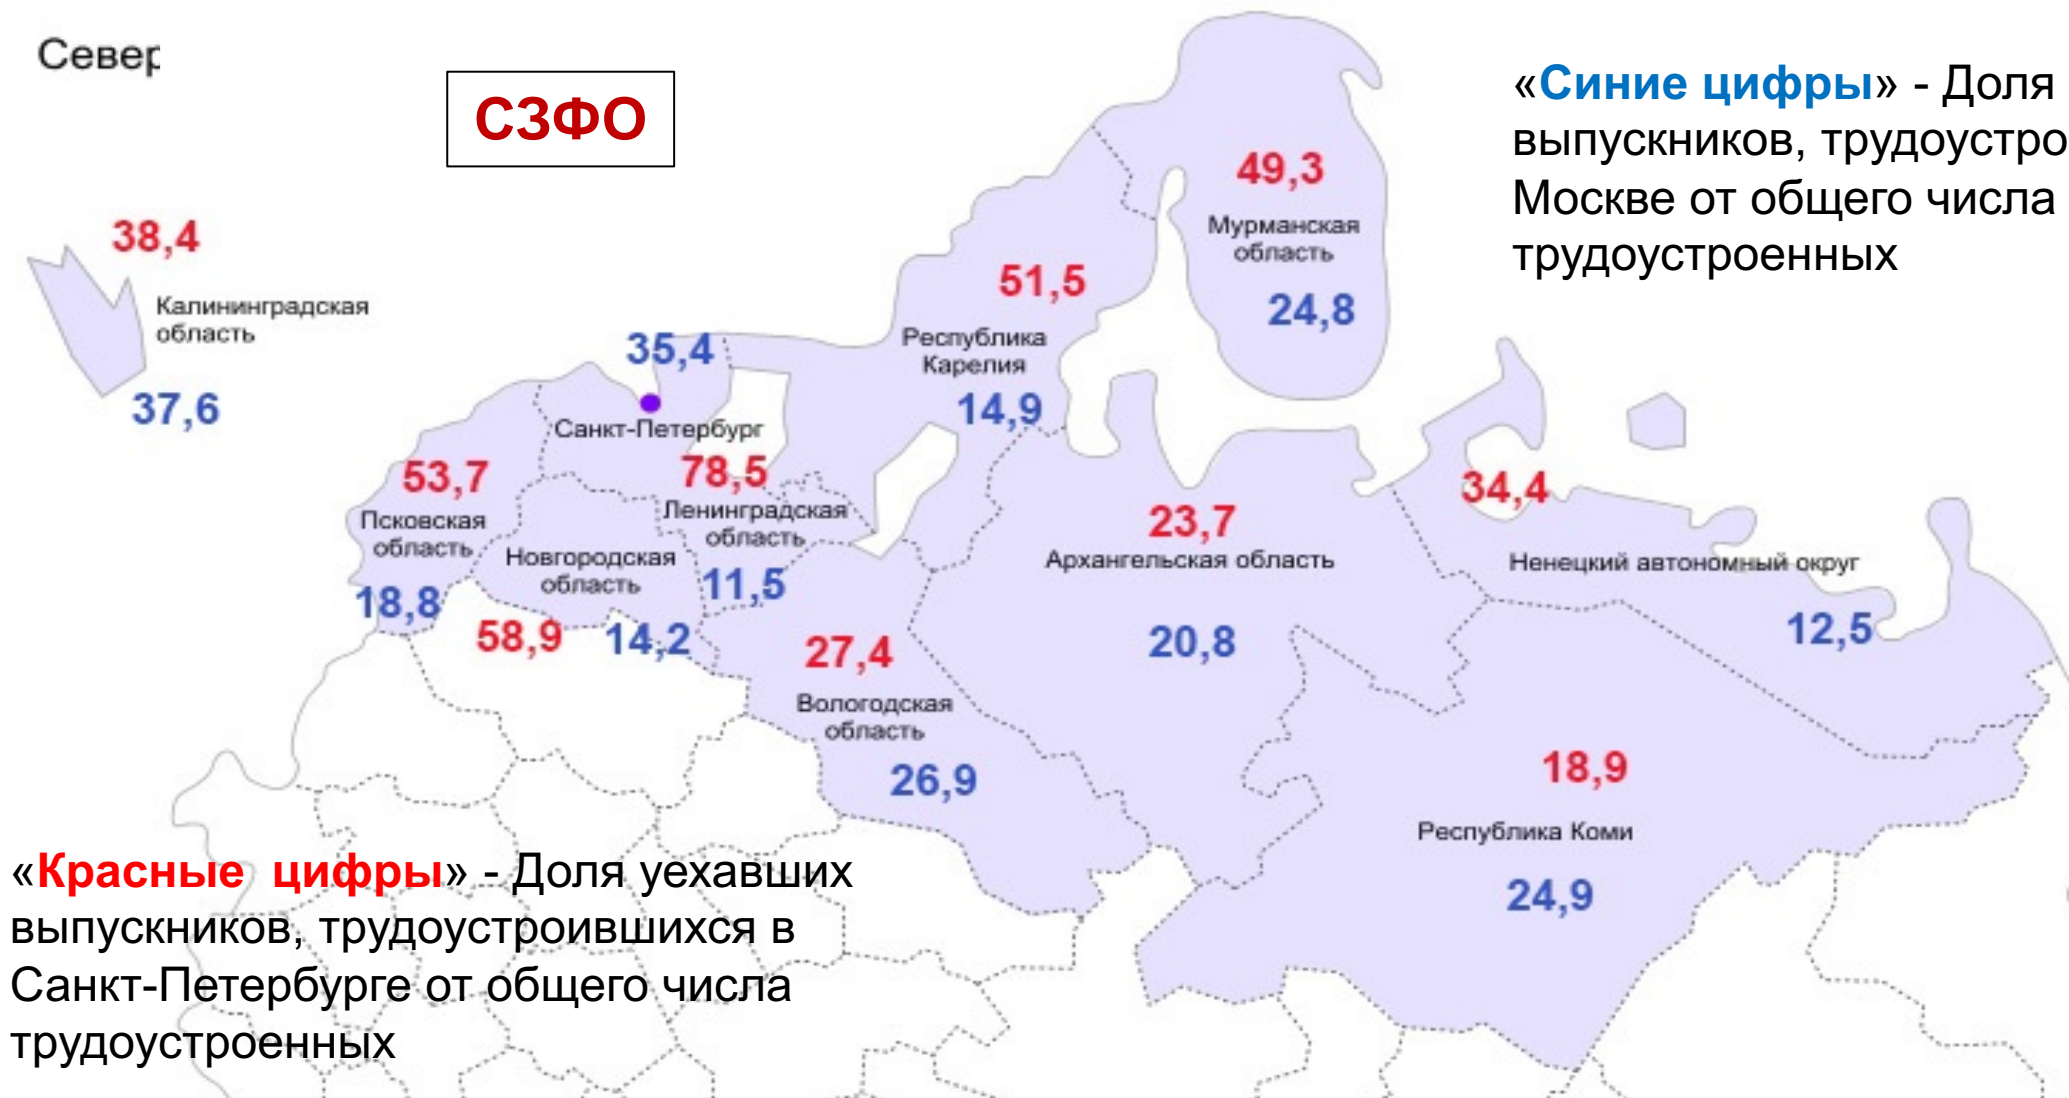 Север
СЗФО
«Синие цифры» - Доля
выпускников, трудоустро
Москве от общего числа
трудоустроенных
49,3
Мурманская
область
24,8
38,4
Калининградская
область
37,6
51,5
Республика
Карелия
14,9
35,4
Санкт-Петербург
78,5
Ленинградская
область
11,5
53,7
Псковская
область
18,8
Новгородская
область
58,9
14,2
23,7
Архангельская область
20,8
34,4
Ненецкий автономный округ
12,5
27,4
Вологодская
область
26,9
18,9
Республика Коми
24,9
«Красные цифры» - Доля уехавших
выпускников, трудоустроившихся в
Санкт-Петербурге от общего числа
трудоустроенных